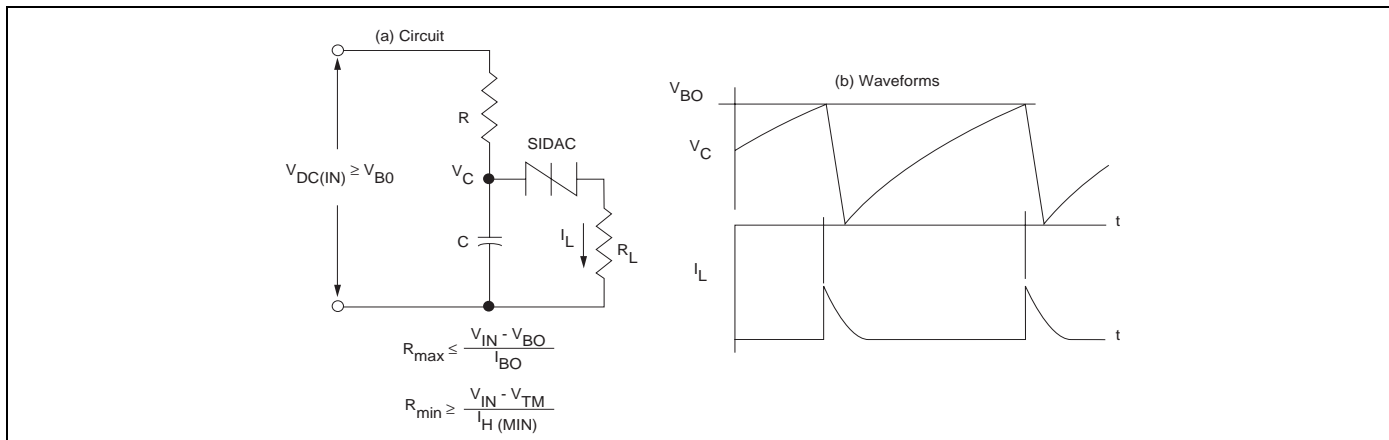 (a) Circuit
R
SIDAC
V_DC(IN) ≥ V_B0
V_C
C
I_L
R_L
R_max ≤ (V_IN - V_BO) / I_BO
R_min ≥ (V_IN - V_TM) / I_H (MIN)
(b) Waveforms
V_BO
V_C
t
I_L
t